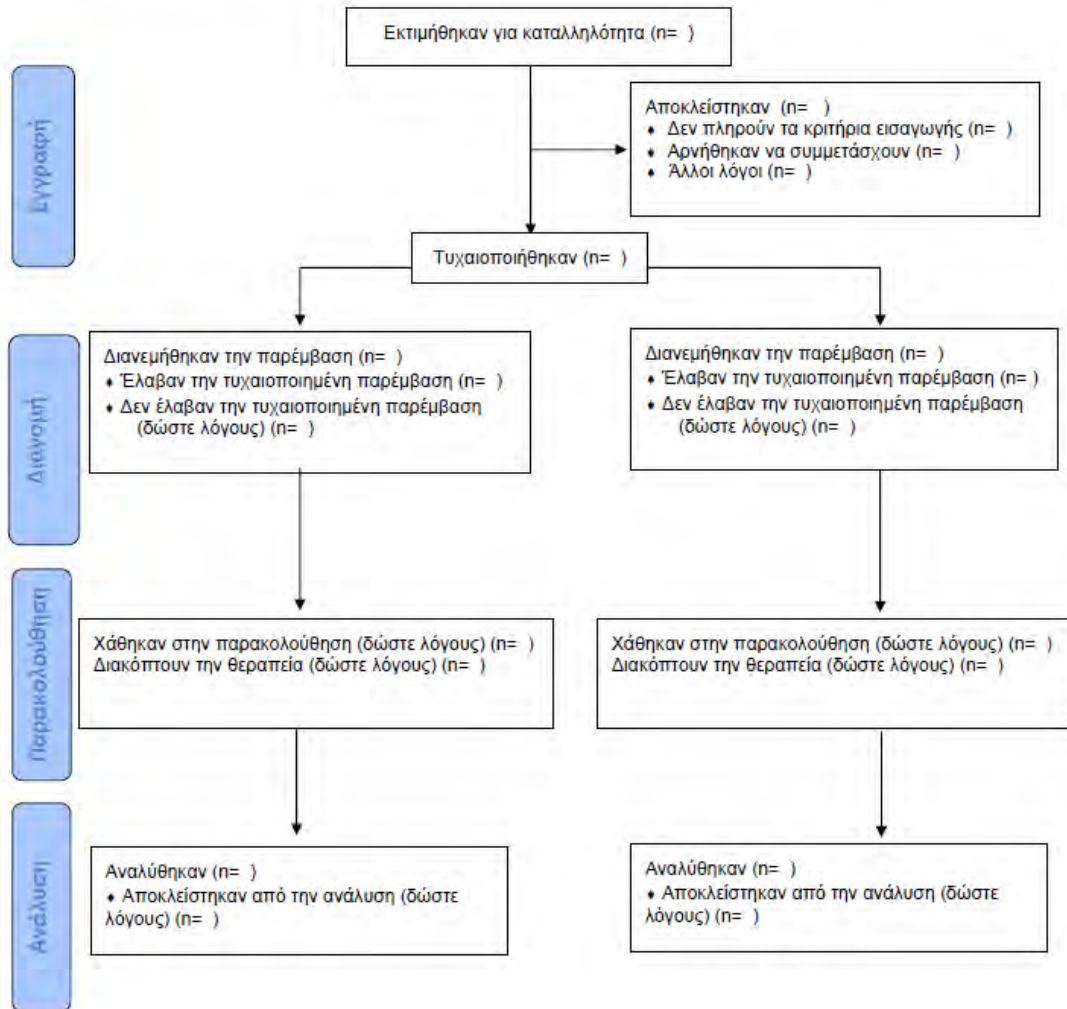 Εκτιμήθηκαν για καταλληλότητα (n= )
Εγγραφή
Αποκλείστηκαν (n= )
♦ Δεν πληρούν τα κριτήρια εισαγωγής (n= )
♦ Αρνήθηκαν να συμμετάσχουν (n= )
♦ Άλλοι λόγοι (n= )
Τυχαιοποιήθηκαν (n= )
Διανομή
Διανεμήθηκαν την παρέμβαση (n= )
♦ Έλαβαν την τυχαιοποιημένη παρέμβαση (n= )
♦ Δεν έλαβαν την τυχαιοποιημένη παρέμβαση
(δώστε λόγους) (n= )
Διανεμήθηκαν την παρέμβαση (n= )
♦ Έλαβαν την τυχαιοποιημένη παρέμβαση (n= )
♦ Δεν έλαβαν την τυχαιοποιημένη παρέμβαση
(δώστε λόγους) (n= )
Παρακολούθηση
Χάθηκαν στην παρακολούθηση (δώστε λόγους) (n= )
Διακόπτουν την θεραπεία (δώστε λόγους) (n= )
Χάθηκαν στην παρακολούθηση (δώστε λόγους) (n= )
Διακόπτουν την θεραπεία (δώστε λόγους) (n= )
Ανάλυση
Αναλύθηκαν (n= )
♦ Αποκλείστηκαν από την ανάλυση (δώστε
λόγους) (n= )
Αναλύθηκαν (n= )
♦ Αποκλείστηκαν από την ανάλυση (δώστε
λόγους) (n= )